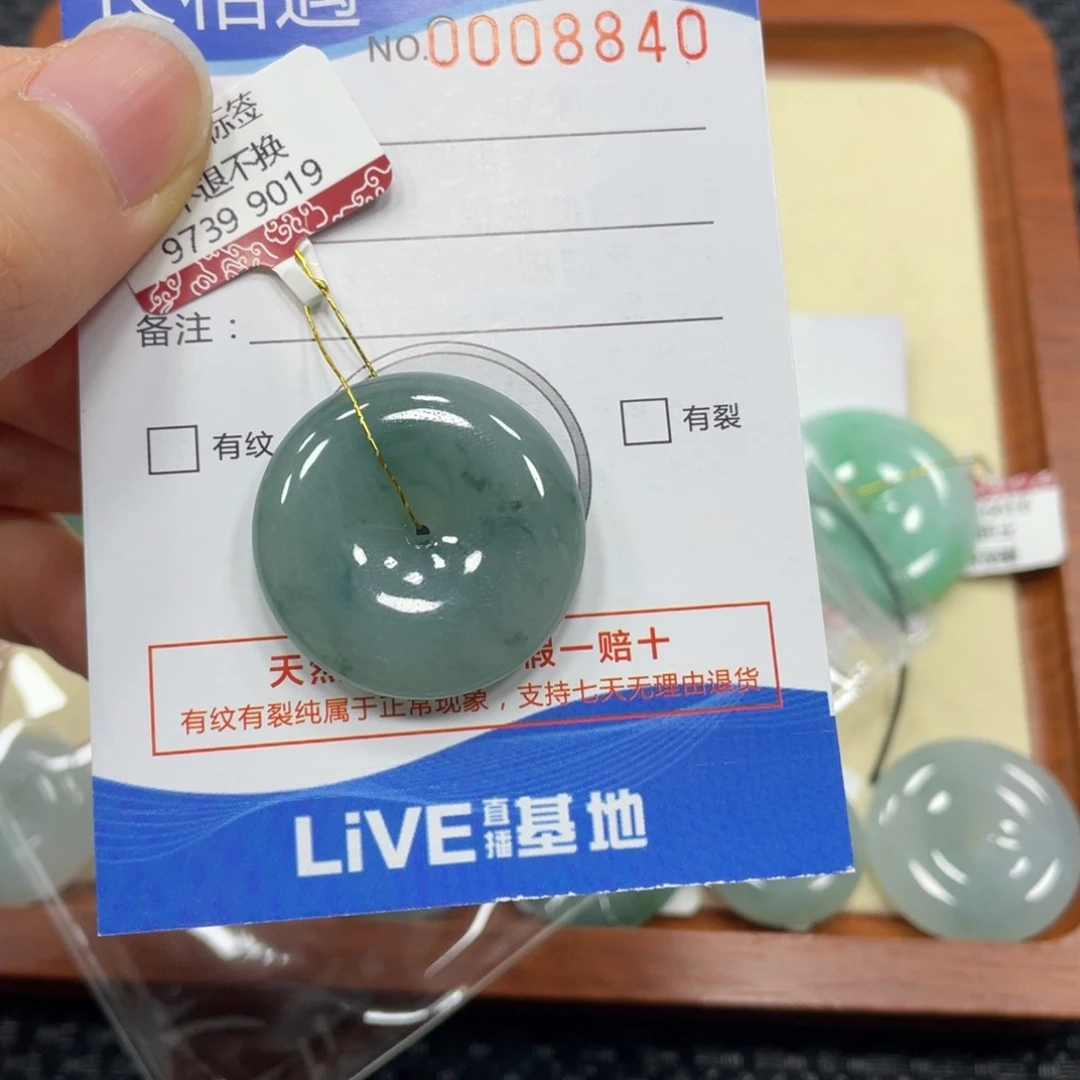 NO.0008840
标签
不退不换
9739 9019
备注：
有纹
有裂
天然 假一赔十
有纹有裂纯属于正常现象，支持七天无理由退货
LiVE直播基地